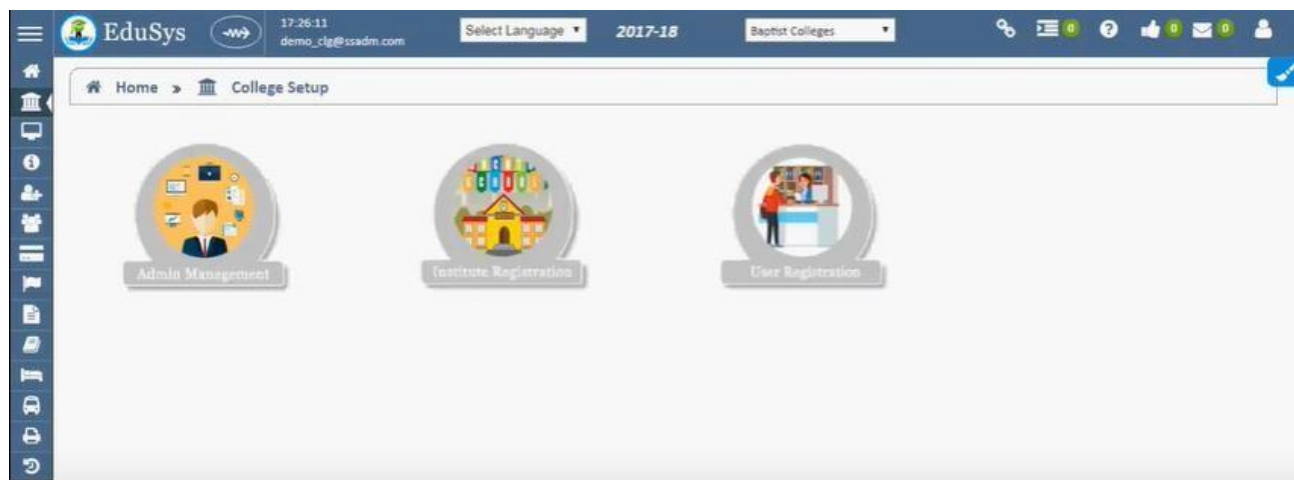 EduSys
17:26:11
demo_clg@ssadm.com
Select Language
2017-18
Baptist Colleges
0
0
0
Home » College Setup
Admin Management
Institute Registration
User Registration